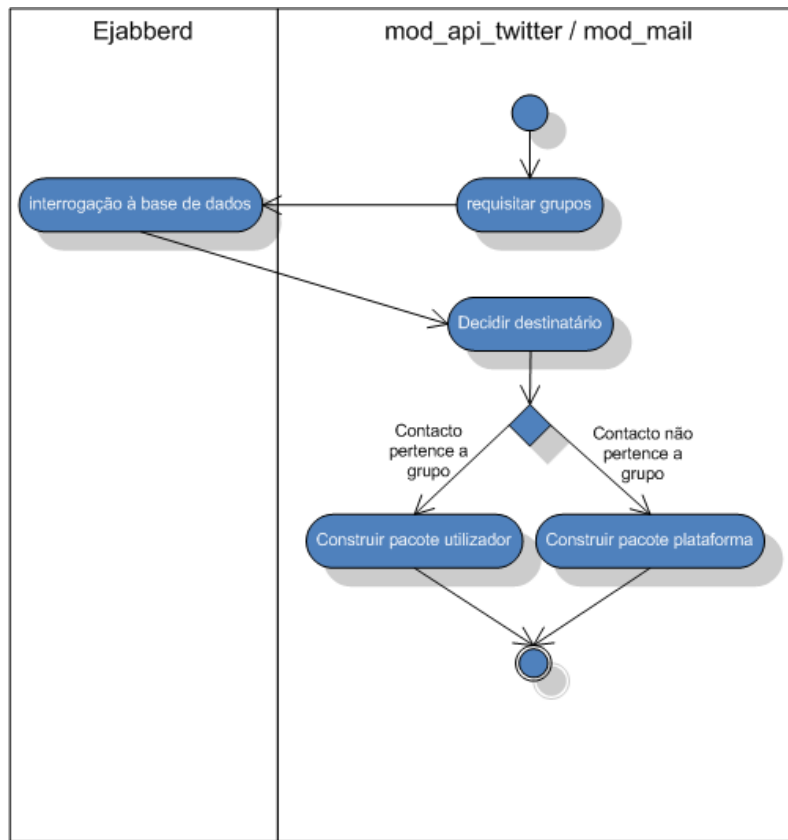 Ejabberd
mod_api_twitter / mod_mail
requisitar grupos
interrogação à base de dados
Decidir destinatário
Contacto
pertence a
grupo
Contacto não
pertence a
grupo
Construir pacote utilizador
Construir pacote plataforma